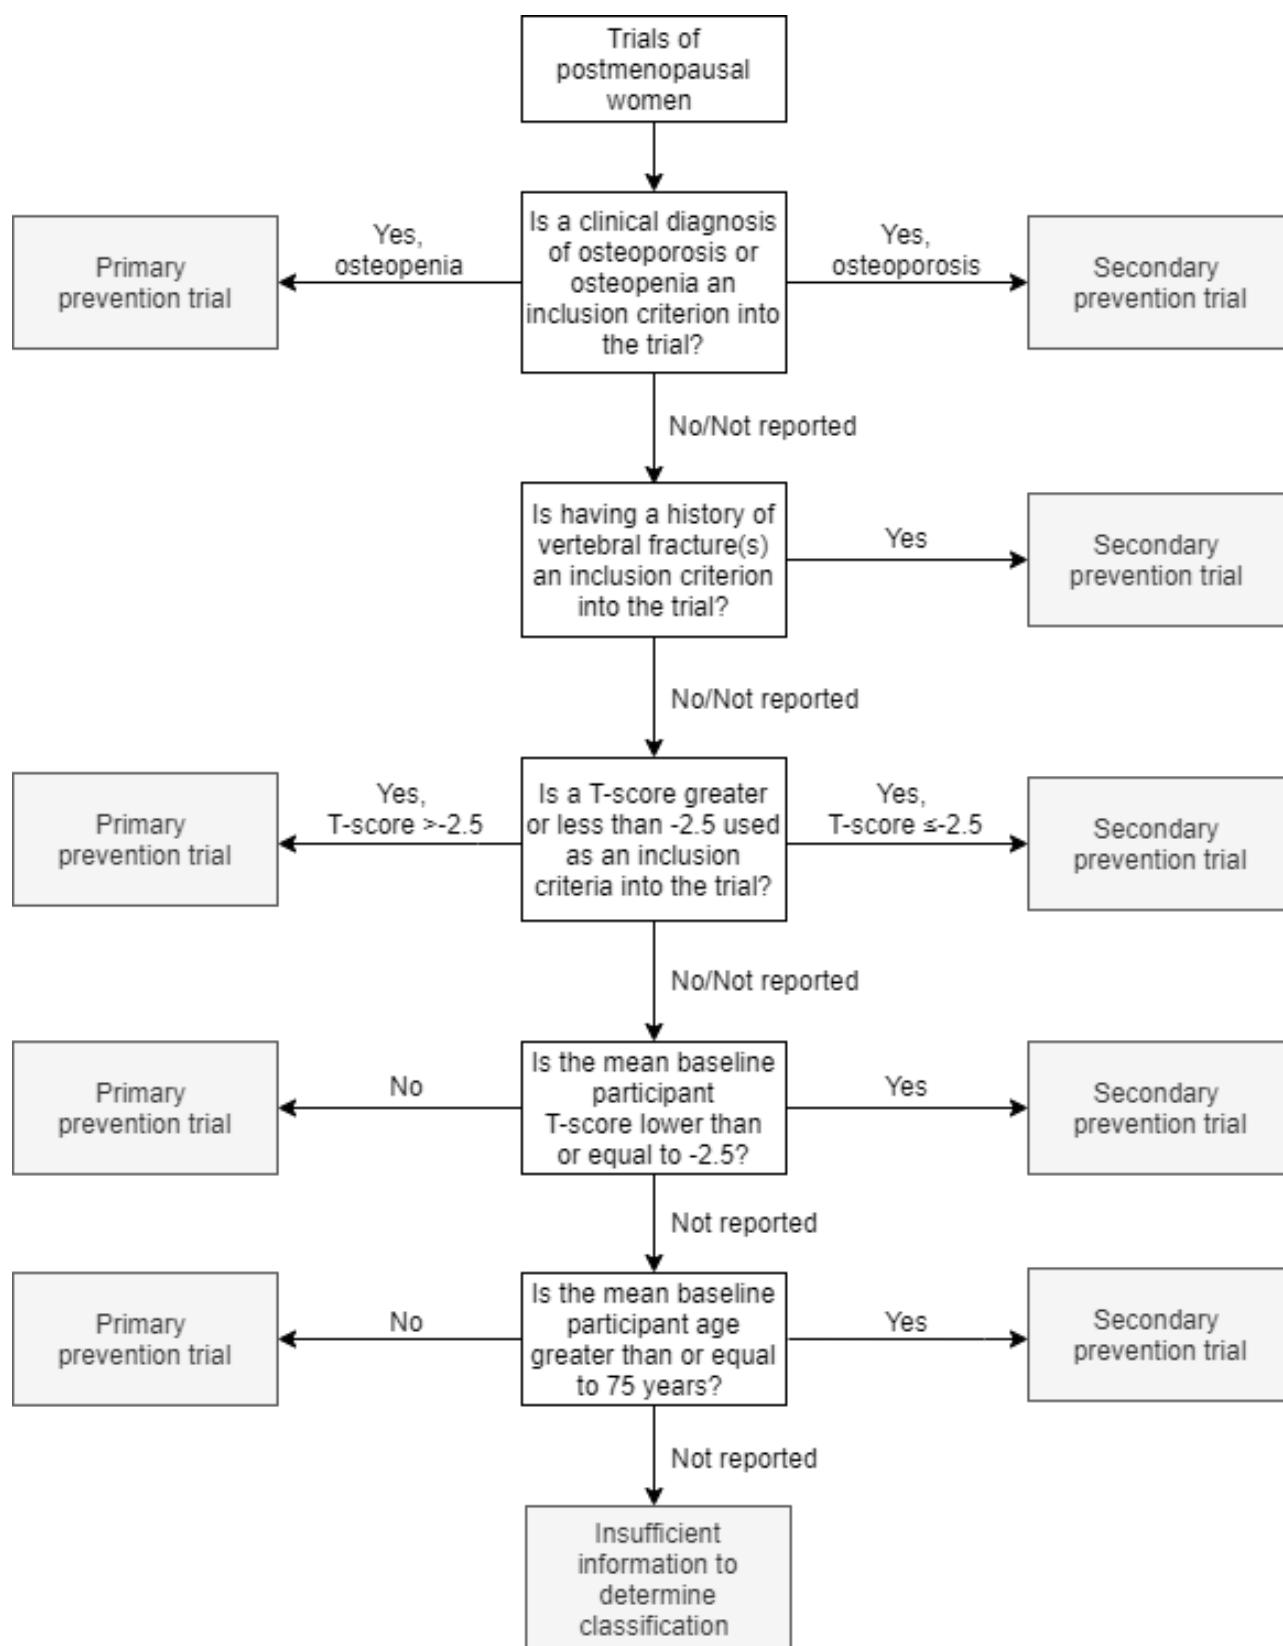 Trials of
postmenopausal
women
Is a clinical diagnosis
of osteoporosis or
osteopenia an
inclusion criterion into
the trial?
Yes,
osteopenia
Primary
prevention trial
Yes,
osteoporosis
Secondary
prevention trial
No/Not reported
Is having a history of
vertebral fracture(s)
an inclusion criterion
into the trial?
Yes
Secondary
prevention trial
No/Not reported
Is a T-score greater
or less than -2.5 used
as an inclusion
criteria into the trial?
Yes,
T-score >-2.5
Primary
prevention trial
Yes,
T-score ≤-2.5
Secondary
prevention trial
No/Not reported
Is the mean baseline
participant
T-score lower than
or equal to -2.5?
No
Primary
prevention trial
Yes
Secondary
prevention trial
Not reported
Is the mean baseline
participant age
greater than or equal
to 75 years?
No
Primary
prevention trial
Yes
Secondary
prevention trial
Not reported
Insufficient
information to
determine
classification